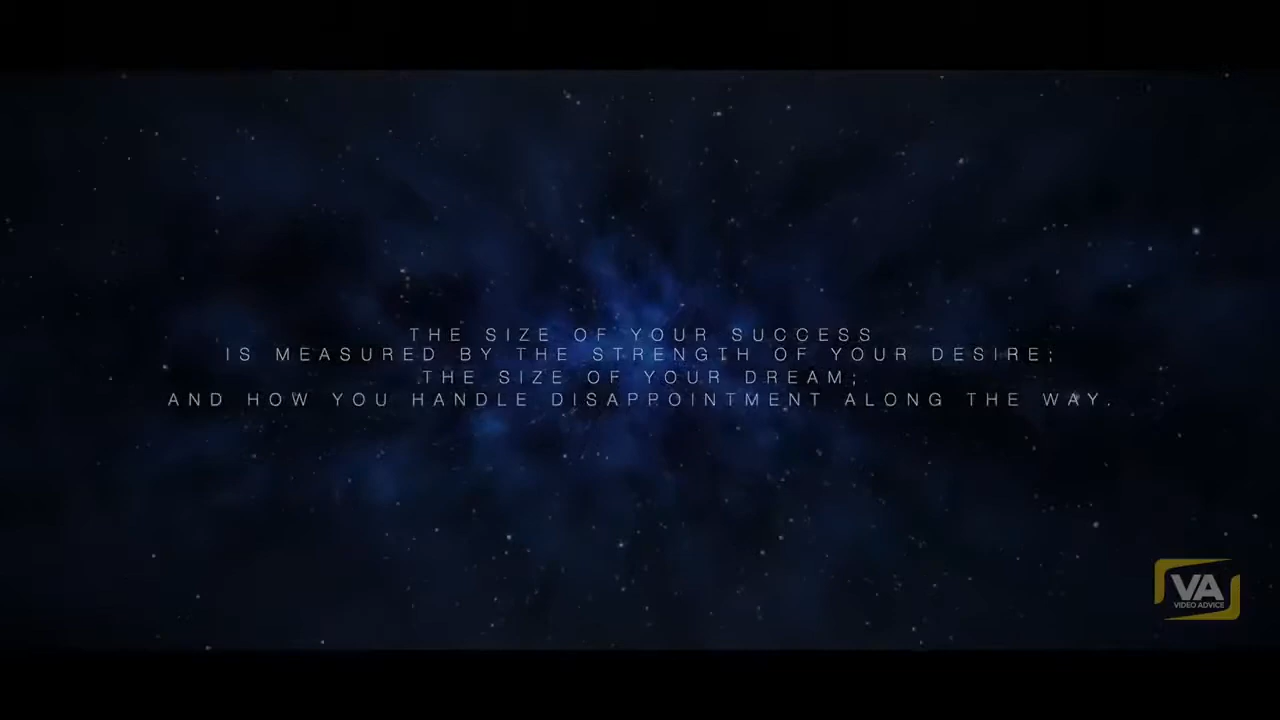 THE SIZE OF YOUR SUCCESS
IS MEASURED BY THE STRENGTH OF YOUR DESIRE;
THE SIZE OF YOUR DREAM;
AND HOW YOU HANDLE DISAPPOINTMENT ALONG THE WAY.
VA
VIDEO ADVICE